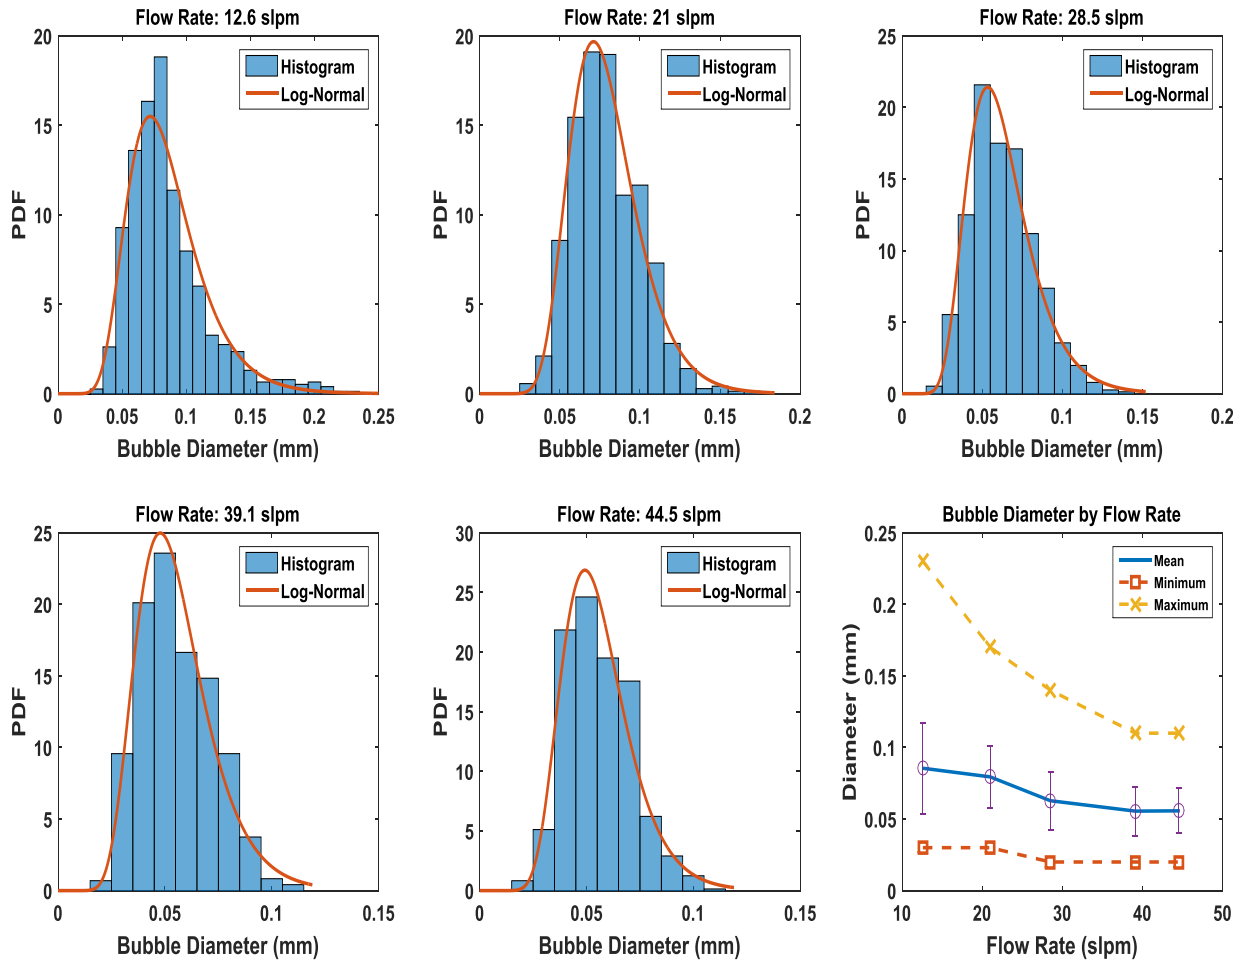 Flow Rate: 12.6 slpm
20
15
10
5
0
PDF
Histogram
Log-Normal
0 0.05 0.1 0.15 0.2 0.25
Bubble Diameter (mm)
Flow Rate: 21 slpm
20
15
10
5
0
PDF
Histogram
Log-Normal
0 0.05 0.1 0.15 0.2
Bubble Diameter (mm)
Flow Rate: 28.5 slpm
25
20
15
10
5
0
PDF
Histogram
Log-Normal
0 0.05 0.1 0.15 0.2
Bubble Diameter (mm)
Flow Rate: 39.1 slpm
25
20
15
10
5
0
PDF
Histogram
Log-Normal
0 0.05 0.1 0.15
Bubble Diameter (mm)
Flow Rate: 44.5 slpm
30
25
20
15
10
5
0
PDF
Histogram
Log-Normal
0 0.05 0.1 0.15
Bubble Diameter (mm)
Bubble Diameter by Flow Rate
0.25
0.2
0.15
0.1
0.05
0
Diameter (mm)
Mean
Minimum
Maximum
10 20 30 40 50
Flow Rate (slpm)